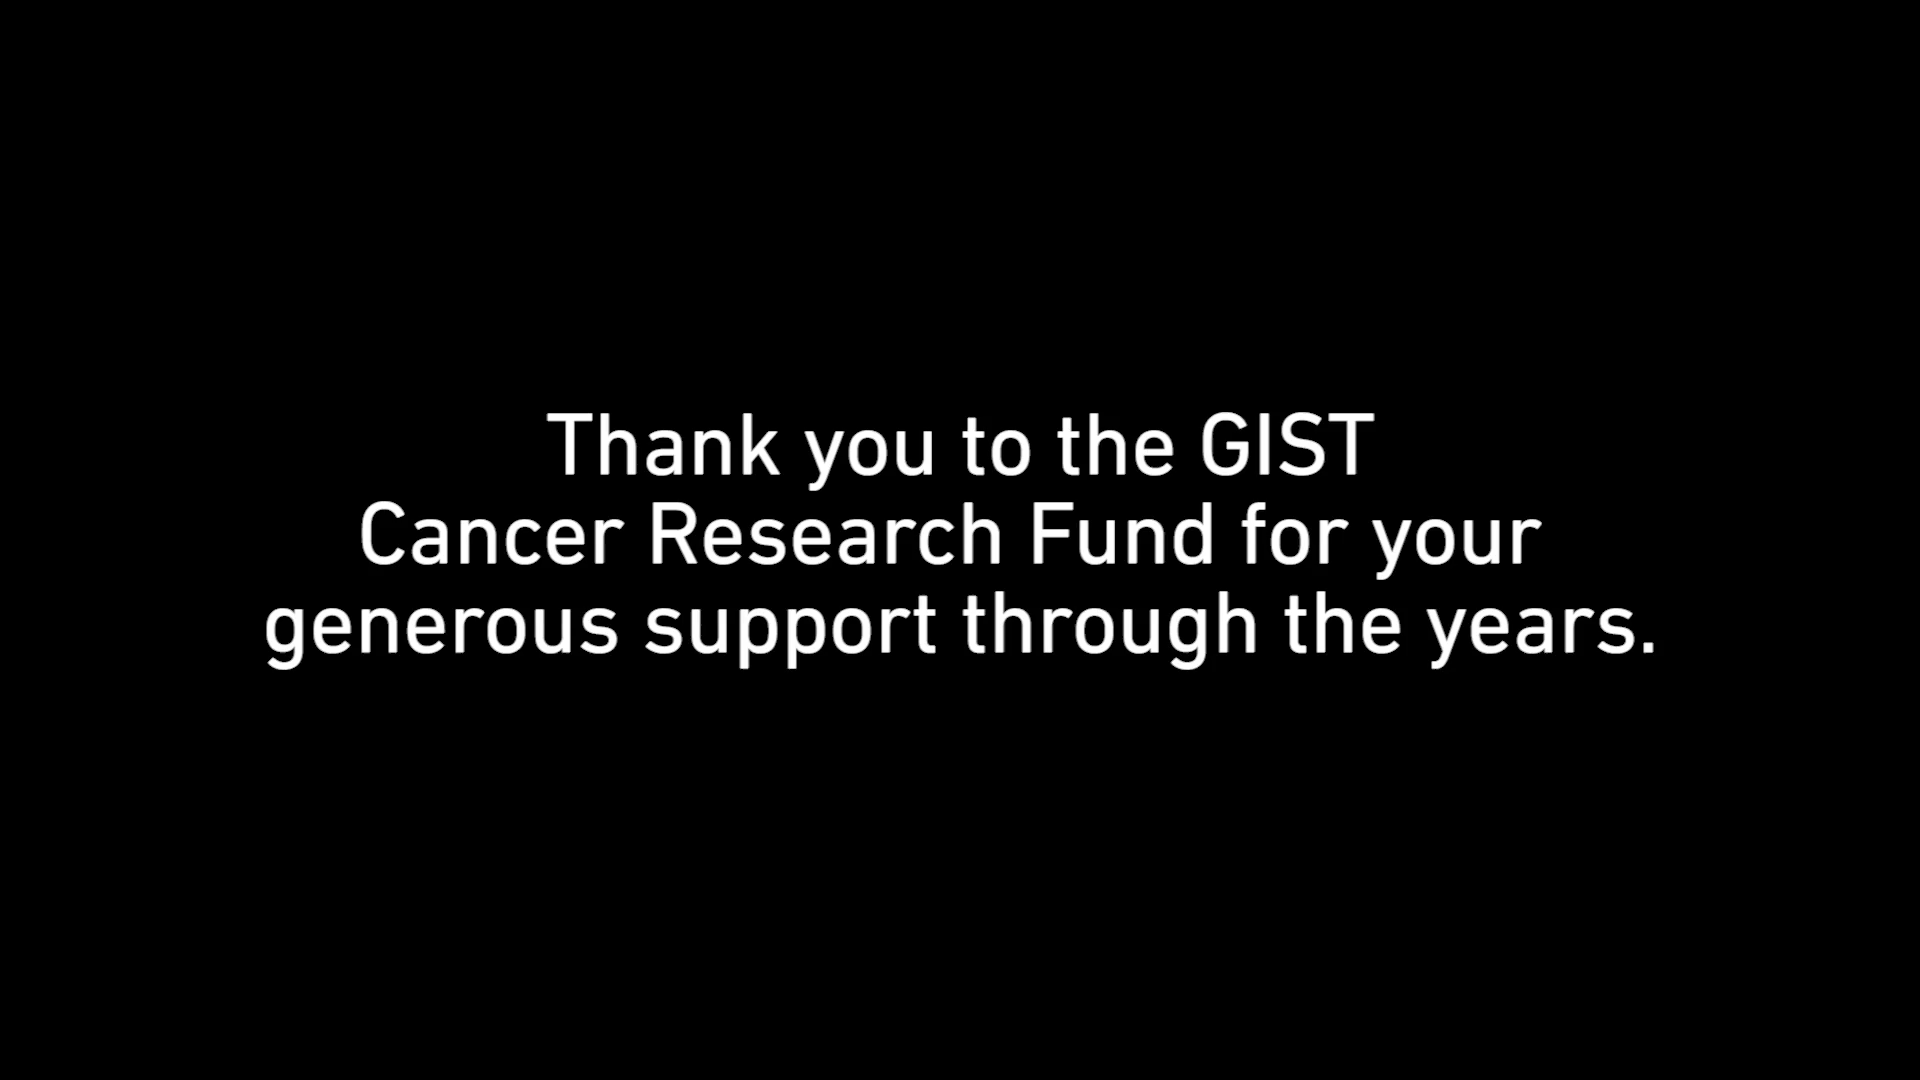 Thank you to the GIST
Cancer Research Fund for your
generous support through the years.